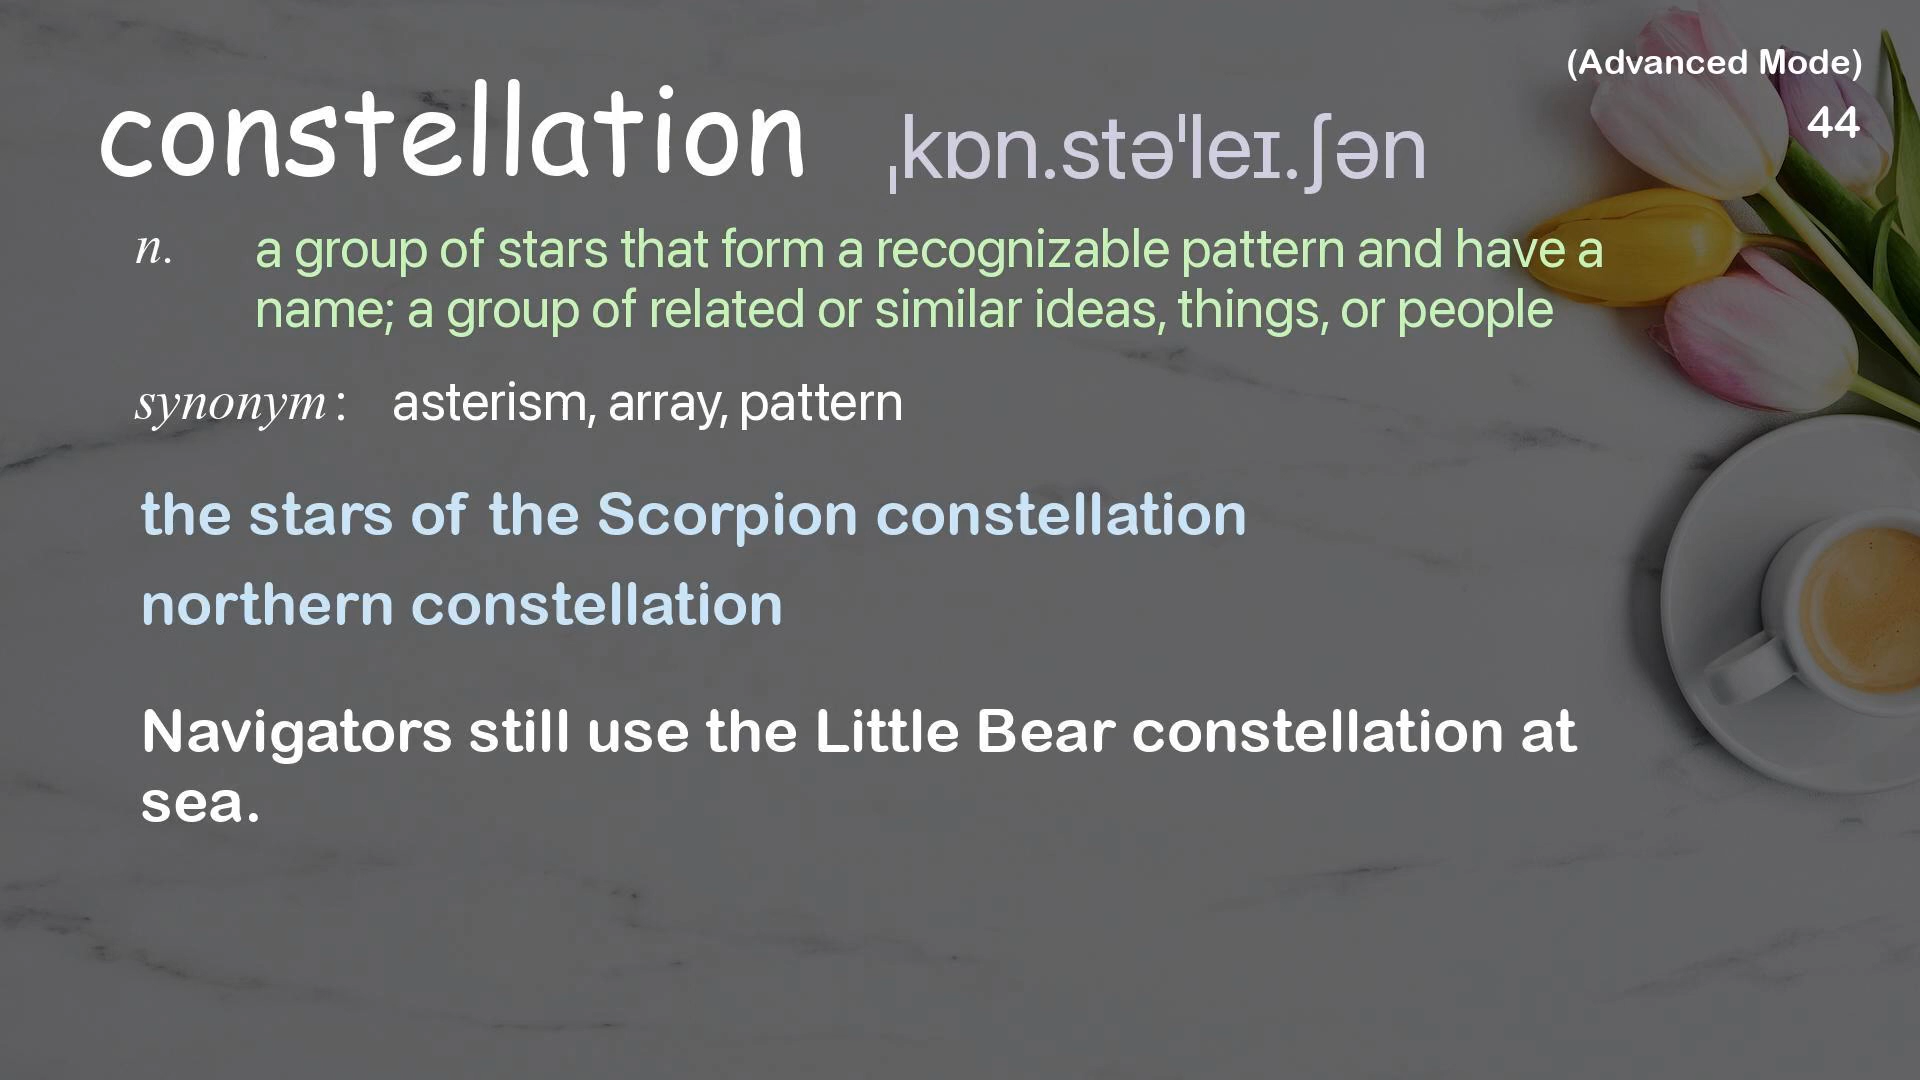 (Advanced Mode)
constellation ˌkɒn.stəˈleɪ.ʃən
44
n. a group of stars that form a recognizable pattern and have a
name; a group of related or similar ideas, things, or people
synonym: asterism, array, pattern
the stars of the Scorpion constellation
northern constellation
Navigators still use the Little Bear constellation at
sea.